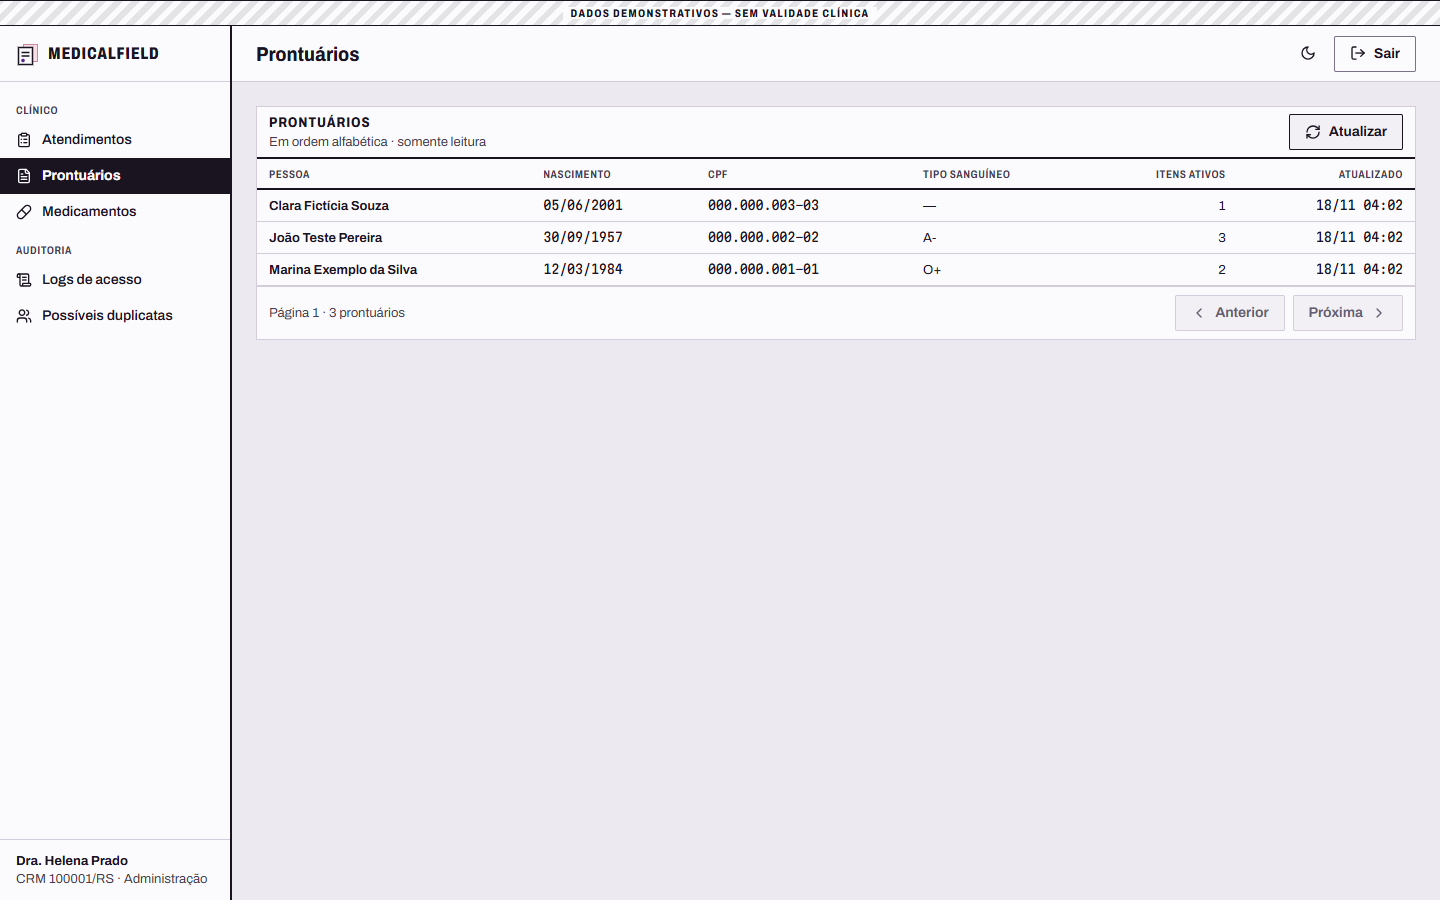 DADOS DEMONSTRATIVOS — SEM VALIDADE CLÍNICA
MEDICALFIELD
Prontuários
Sair
CLÍNICO
Atendimentos
Prontuários
Medicamentos
AUDITORIA
Logs de acesso
Possíveis duplicatas
PRONTUÁRIOS
Em ordem alfabética · somente leitura
Atualizar
PESSOA NASCIMENTO CPF TIPO SANGUÍNEO ITENS ATIVOS ATUALIZADO
Clara Fictícia Souza 05/06/2001 000.000.003-03 — 1 18/11 04:02
João Teste Pereira 30/09/1957 000.000.002-02 A- 3 18/11 04:02
Marina Exemplo da Silva 12/03/1984 000.000.001-01 O+ 2 18/11 04:02
Página 1 · 3 prontuários
Anterior Próxima
Dra. Helena Prado
CRM 100001/RS · Administração